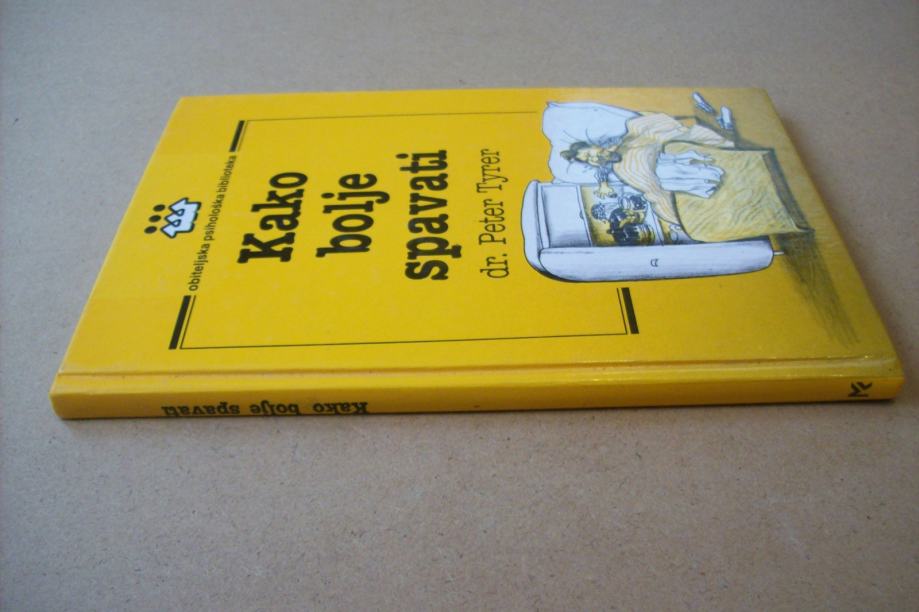 obiteljska psihološka biblioteka
Kako
bolje
spavati
dr. Peter Tyrer
Kako bolje spavati